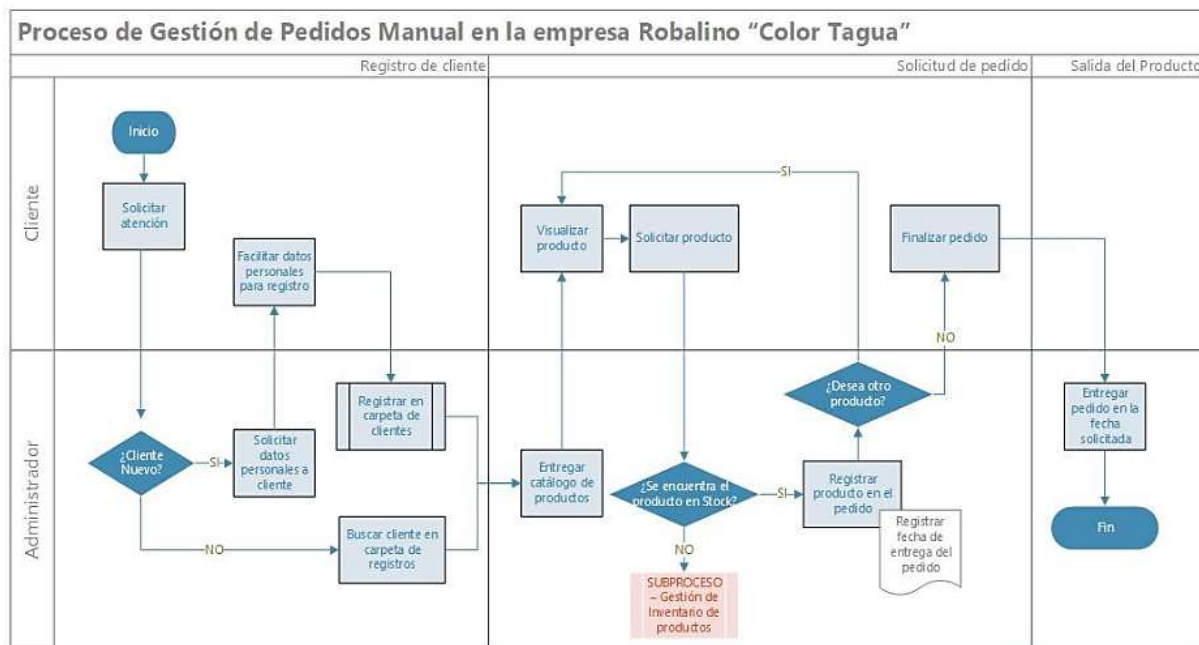 Proceso de Gestión de Pedidos Manual en la empresa Robalino “Color Tagua”
Registro de cliente
Solicitud de pedido
Salida del Producto
Cliente
Inicio
Solicitar
atención
Facilitar datos
personales
para registro
Visualizar
producto
Solicitar producto
SI
Finalizar pedido
NO
Administrador
¿Cliente
Nuevo?
SI
Solicitar
datos
personales a
cliente
Registrar en
carpeta de
clientes
NO
Buscar cliente en
carpeta de
registros
Entregar
catálogo de
productos
¿Se encuentra el
producto en Stock?
SI
NO
SUBPROCESO
– Gestión de
Inventario de
productos
Registrar
producto en el
pedido
Registrar
fecha de
entrega del
pedido
¿Desea otro
producto?
Entregar
pedido en la
fecha
solicitada
Fin